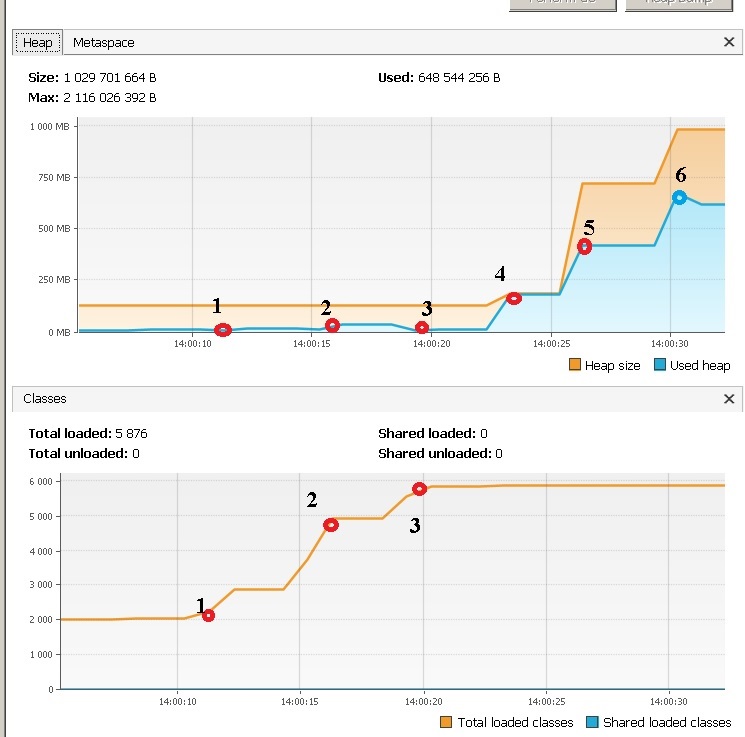 Perform GC Heap Dump
Heap Metaspace
Size: 1 029 701 664 B Used: 648 544 256 B
Max: 2 116 026 392 B
1 000 MB
750 MB
500 MB
250 MB
0 MB
1 2 3 4 5 6
14:00:10 14:00:15 14:00:20 14:00:25 14:00:30
Heap size Used heap
Classes
Total loaded: 5 876 Shared loaded: 0
Total unloaded: 0 Shared unloaded: 0
6 000
5 000
4 000
3 000
2 000
1 000
0
1 2 3
14:00:10 14:00:15 14:00:20 14:00:25 14:00:30
Total loaded classes Shared loaded classes